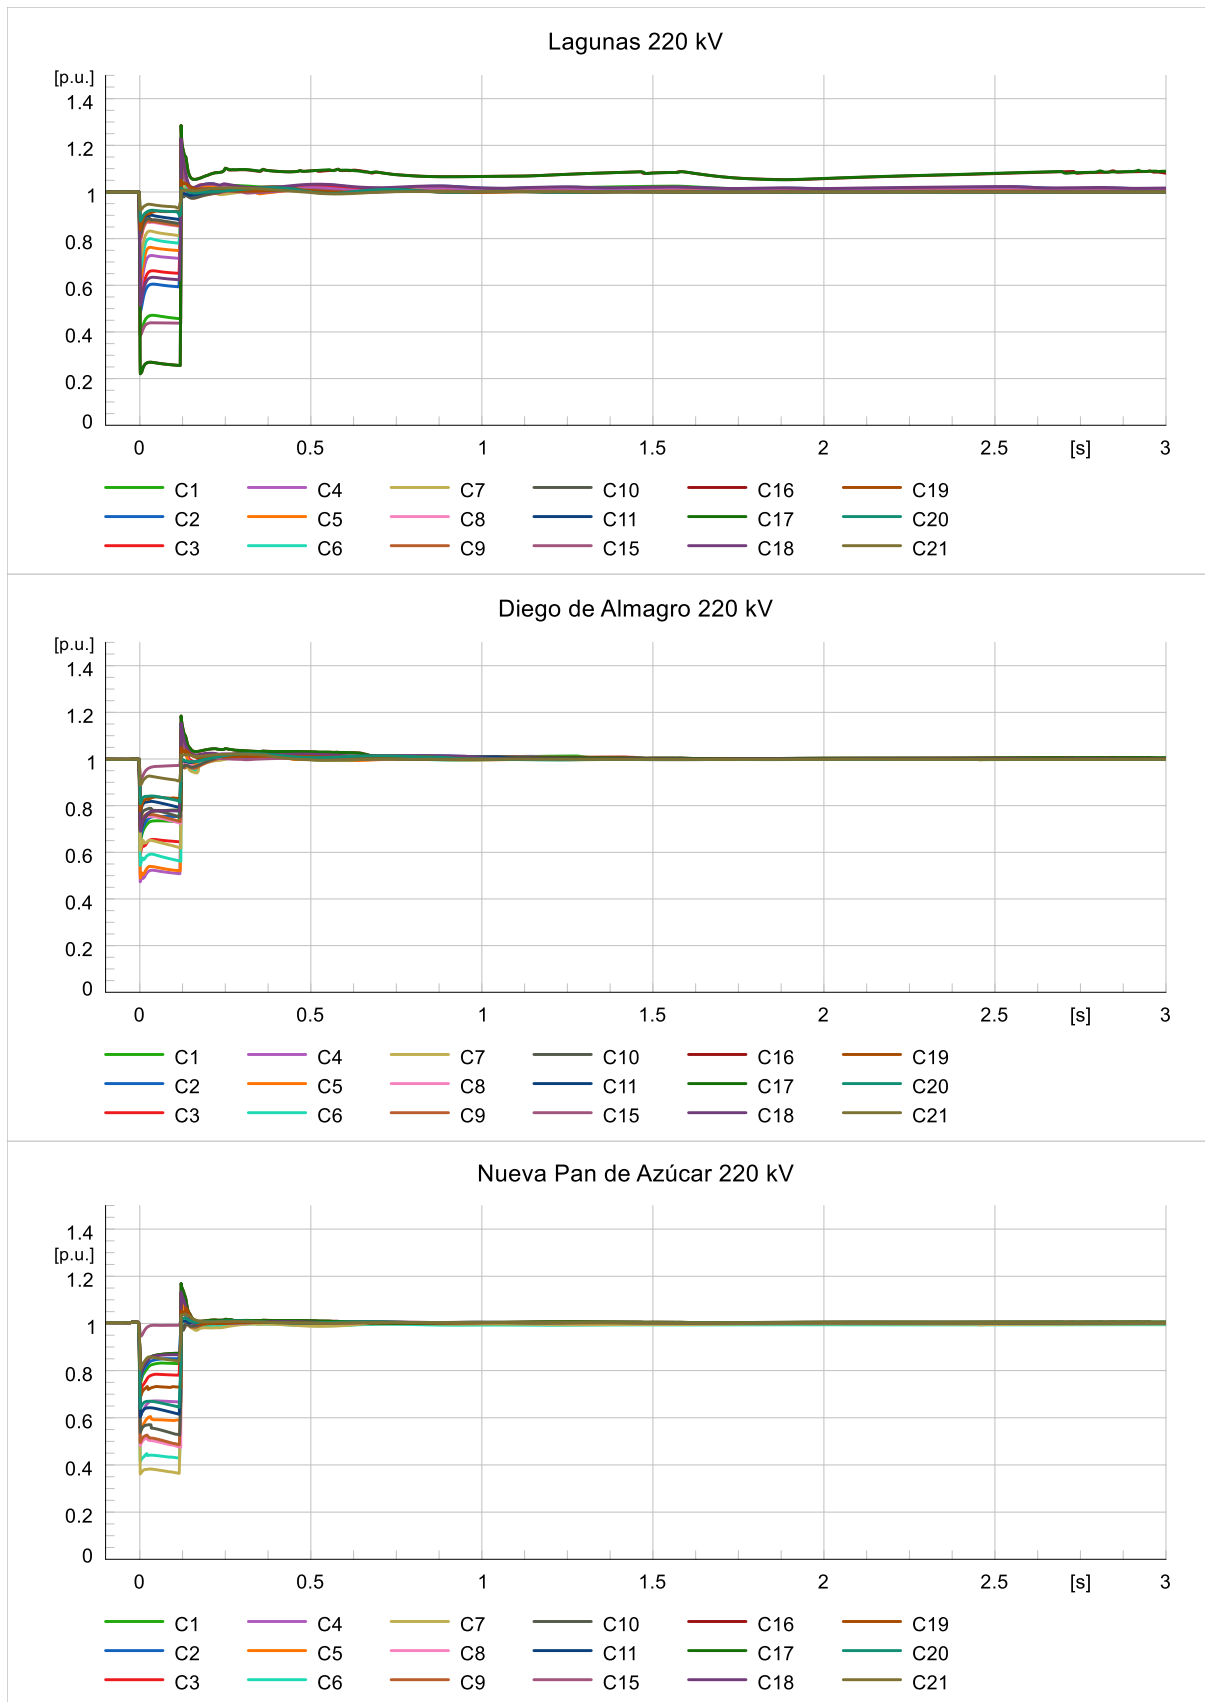 Lagunas 220 kV
[p.u.]
1.4
1.2
1
0.8
0.6
0.4
0.2
0
0 0.5 1 1.5 2 2.5 [s] 3
C1 C4 C7 C10 C16 C19
C2 C5 C8 C11 C17 C20
C3 C6 C9 C15 C18 C21
Diego de Almagro 220 kV
[p.u.]
1.4
1.2
1
0.8
0.6
0.4
0.2
0
0 0.5 1 1.5 2 2.5 [s] 3
C1 C4 C7 C10 C16 C19
C2 C5 C8 C11 C17 C20
C3 C6 C9 C15 C18 C21
Nueva Pan de Azúcar 220 kV
1.4
[p.u.]
1.2
1
0.8
0.6
0.4
0.2
0
0 0.5 1 1.5 2 2.5 [s] 3
C1 C4 C7 C10 C16 C19
C2 C5 C8 C11 C17 C20
C3 C6 C9 C15 C18 C21